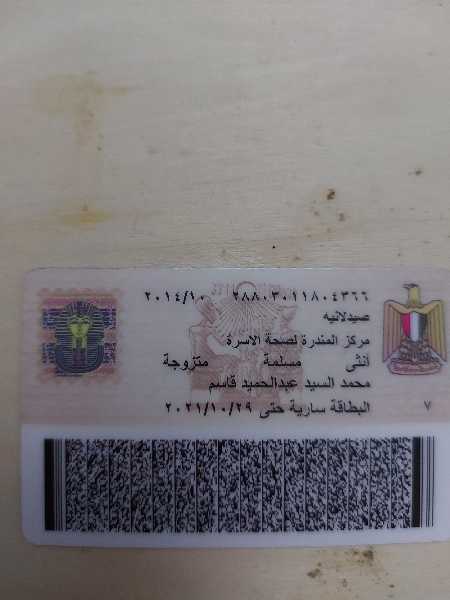 ٢٨٨٠٣٠١١٨٠٤٣٦٦ ٢٠١٤/١٠
صيدلانيه
مركز المندرة لصحة الاسرة
أنثى مسلمة متزوجة
محمد السيد عبدالحميد قاسم
البطاقة سارية حتى ٢٠٢١/١٠/٢٩
٧